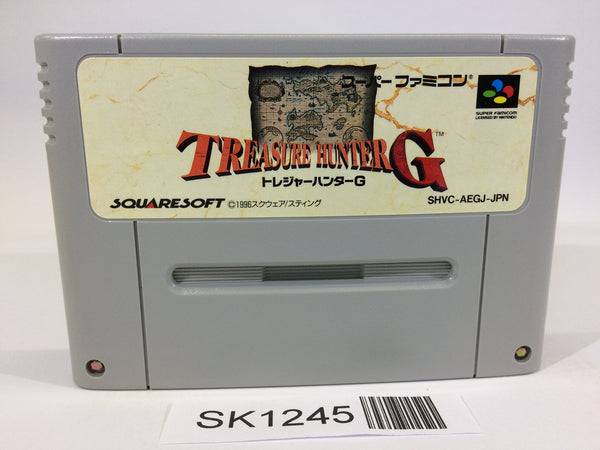 スーパーファミコン®
SUPER FAMICOM
LICENSED BY NINTENDO
TREASURE HUNTER G™
トレジャーハンターG
SQUARESOFT ©1996スクウェア/スティング
SHVC-AEGJ-JPN
SK1245